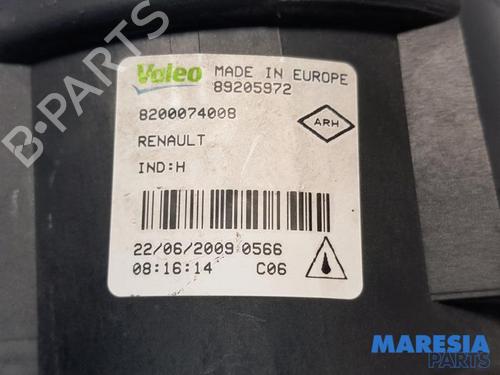 Valeo MADE IN EUROPE
89205972
8200074008
RENAULT
IND:H
ARH
22/06/2009 0566
08:16:14 C06
MARESIA
PARTS